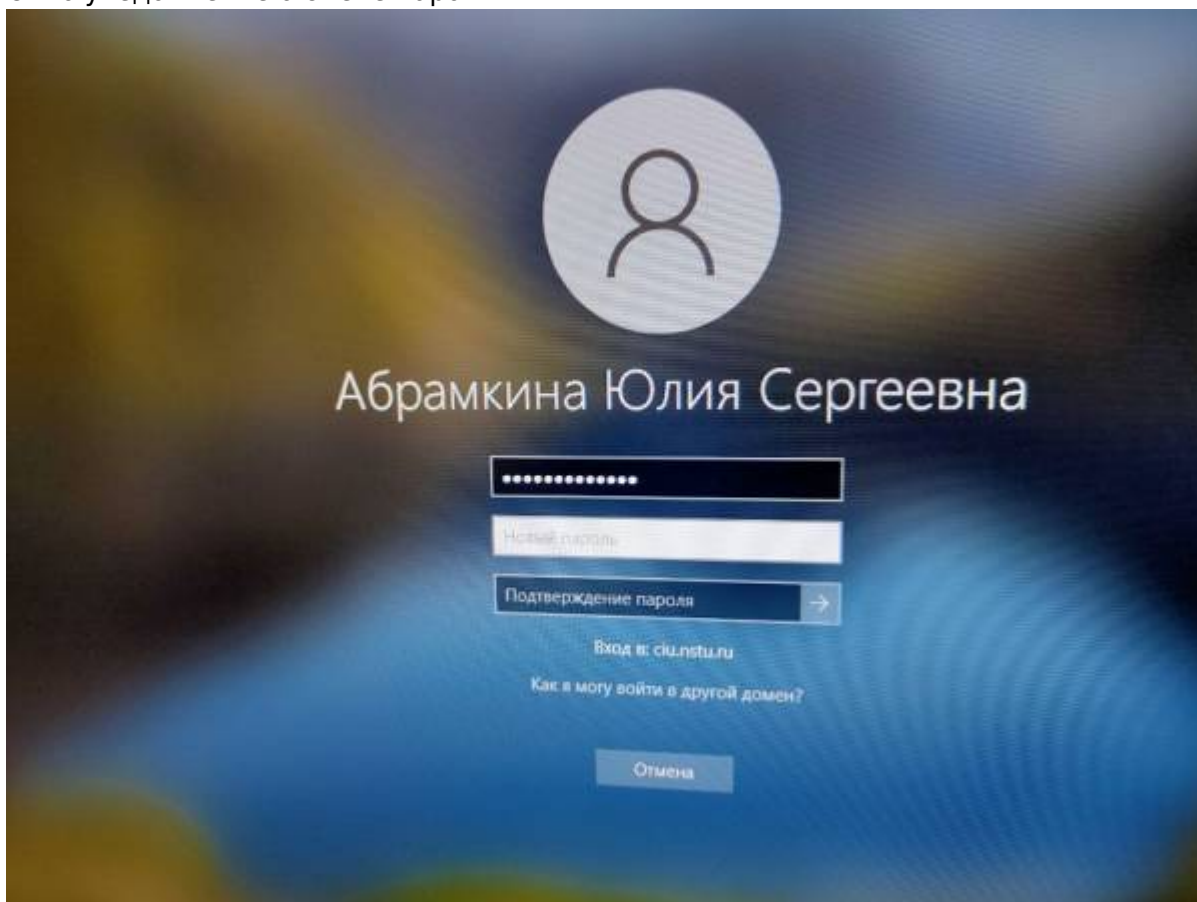 Абрамкина Юлия Сергеевна
Новый пароль
Подтверждение пароля
Вход в: ciu.nstu.ru
Как я могу войти в другой домен?
Отмена